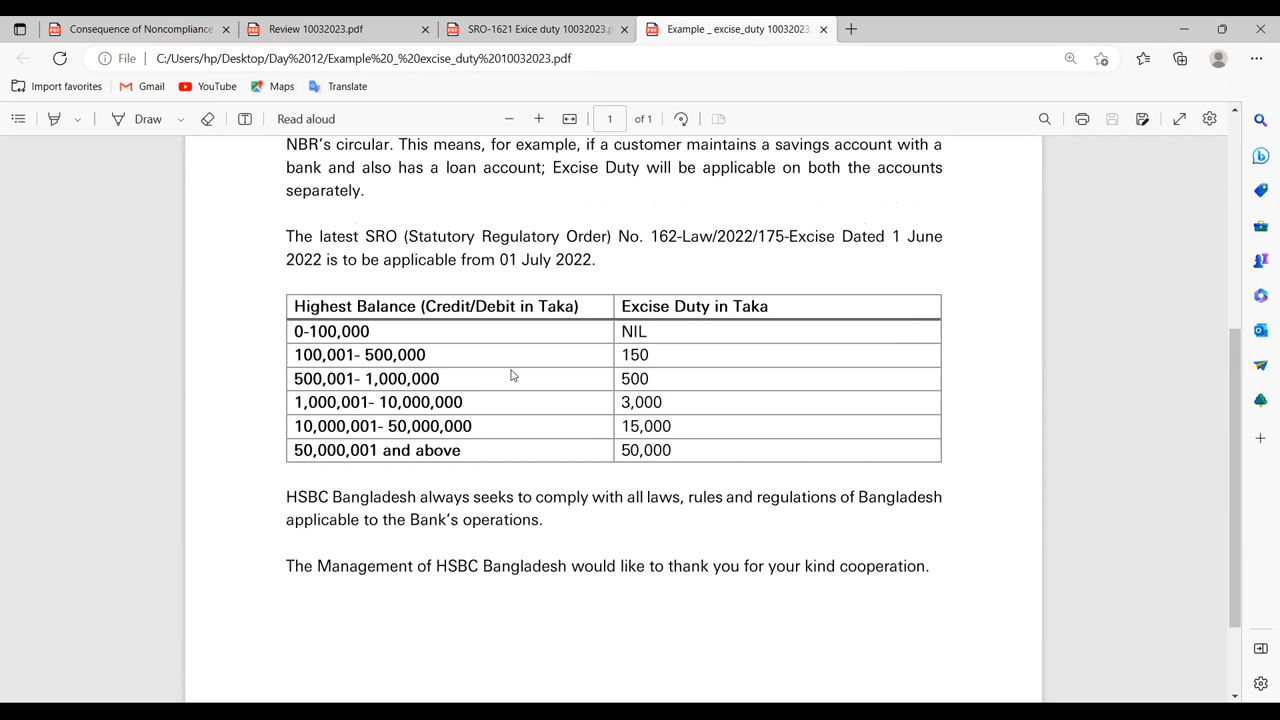 Consequence of Noncompliance
Review 10032023.pdf
SRO-1621 Exice duty 10032023.p
Example _ excise_duty 10032023.
File
C:/Users/hp/Desktop/Day%2012/Example%20_%20excise_duty%2010032023.pdf
Import favorites
Gmail
YouTube
Maps
Translate
Draw
Read aloud
1
of 1
NBR's circular. This means, for example, if a customer maintains a savings account with a
bank and also has a loan account; Excise Duty will be applicable on both the accounts
separately.
The latest SRO (Statutory Regulatory Order) No. 162-Law/2022/175-Excise Dated 1 June
2022 is to be applicable from 01 July 2022.
Highest Balance (Credit/Debit in Taka) Excise Duty in Taka
0-100,000 NIL
100,001- 500,000 150
500,001- 1,000,000 500
1,000,001- 10,000,000 3,000
10,000,001- 50,000,000 15,000
50,000,001 and above 50,000
HSBC Bangladesh always seeks to comply with all laws, rules and regulations of Bangladesh
applicable to the Bank's operations.
The Management of HSBC Bangladesh would like to thank you for your kind cooperation.